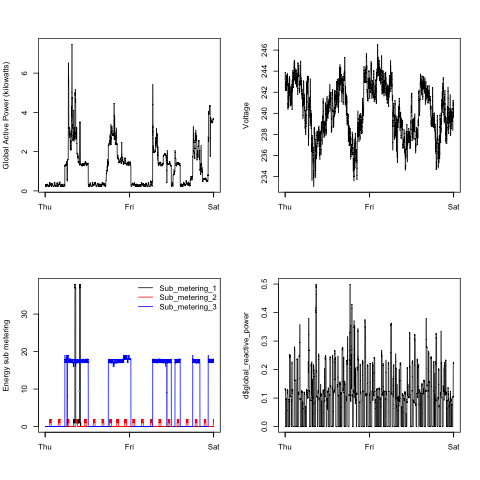 Global Active Power (kilowatts)
0 2 4 6
Thu Fri Sat
Voltage
234 236 238 240 242 246
Thu Fri Sat
Energy sub metering
0 10 20 30
Sub_metering_1
Sub_metering_2
Sub_metering_3
Thu Fri Sat
d$global_reactive_power
0.0 0.1 0.2 0.3 0.4 0.5
Thu Fri Sat